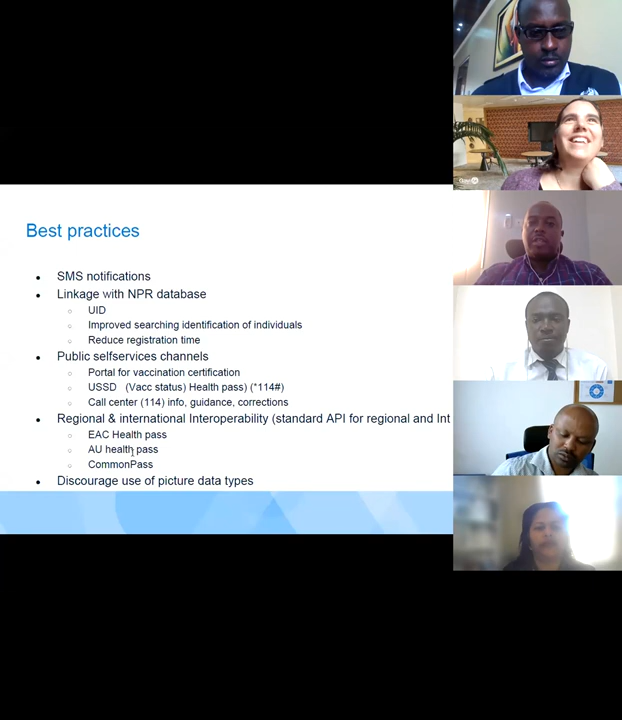 Best practices
SMS notifications
Linkage with NPR database
UID
Improved searching identification of individuals
Reduce registration time
Public selfservices channels
Portal for vaccination certification
USSD (Vacc status) Health pass) (*114#)
Call center (114) info, guidance, corrections
Regional & international Interoperability (standard API for regional and Int
EAC Health pass
AU health pass
CommonPass
Discourage use of picture data types